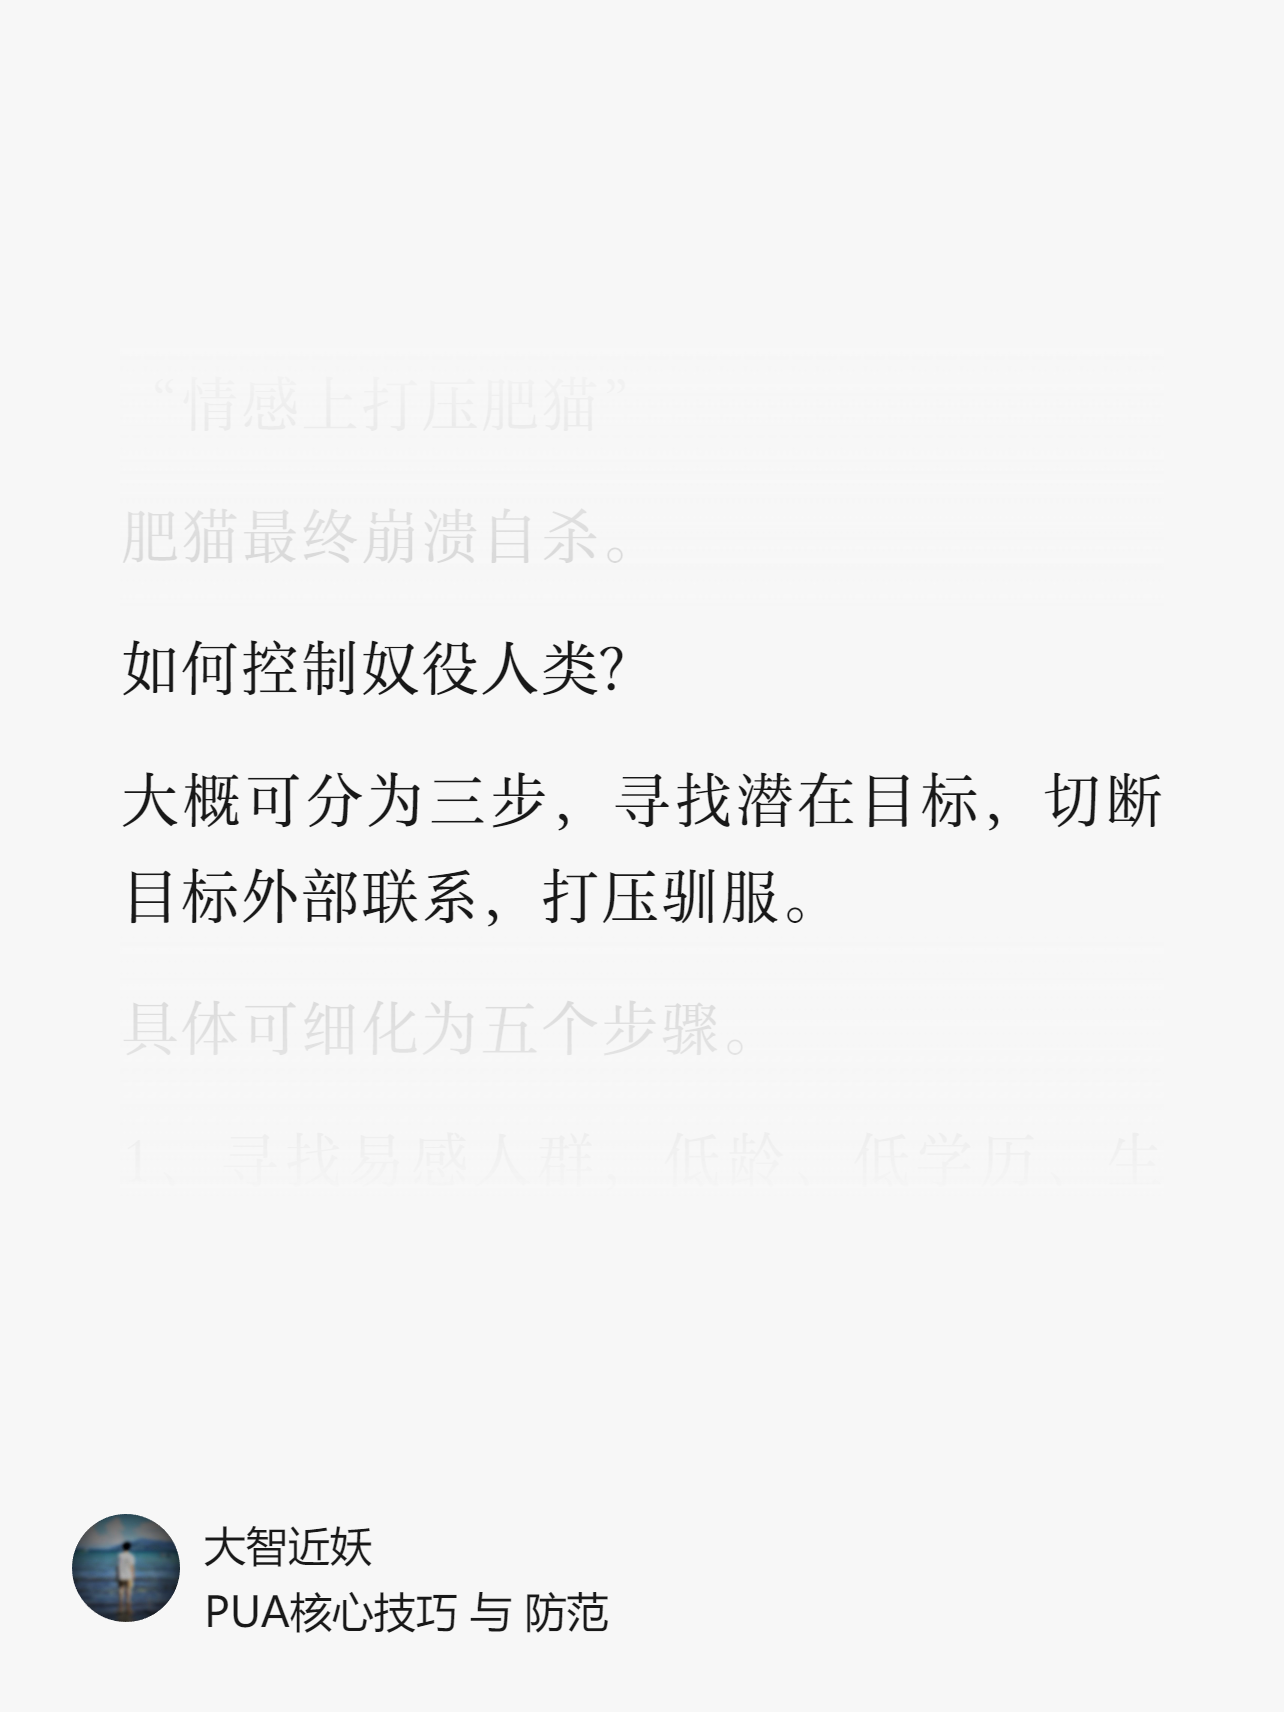 “情感上打压肥猫”
肥猫最终崩溃自杀。
如何控制奴役人类？
大概可分为三步，寻找潜在目标，切断
目标外部联系，打压驯服。
具体可细化为五个步骤。
1、寻找易感人群、低龄、低学历、生
大智近妖
PUA核心技巧 与 防范